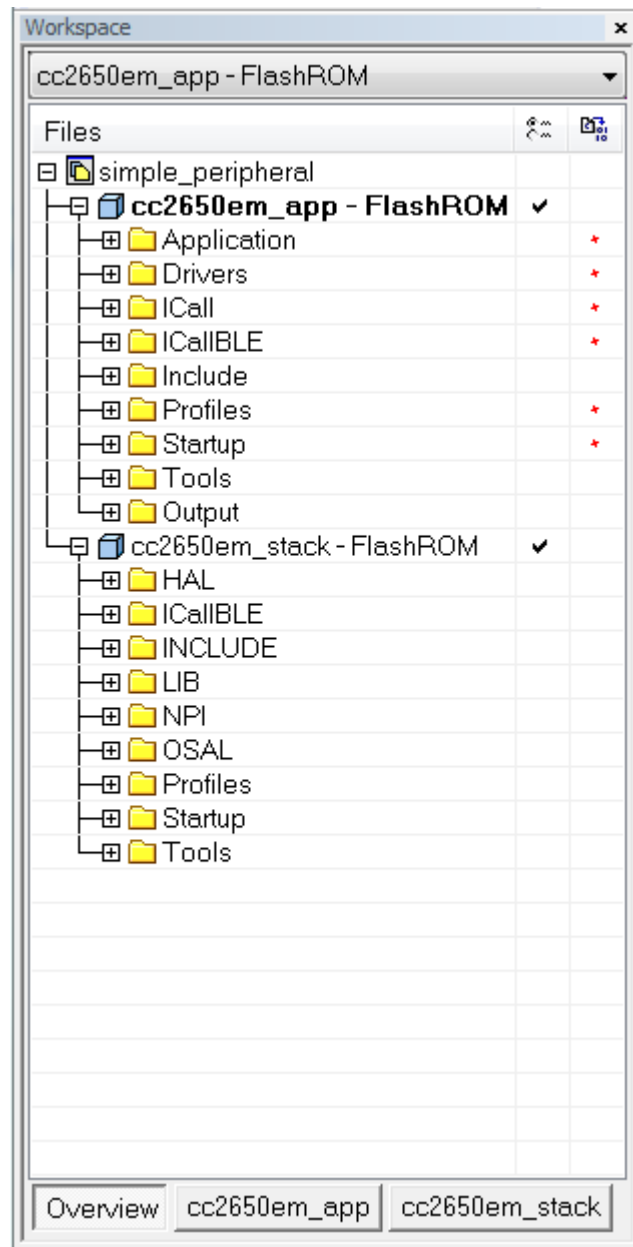 Workspace
cc2650em_app - FlashROM
Files
simple_peripheral
cc2650em_app - FlashROM
Application
Drivers
ICall
ICallBLE
Include
Profiles
Startup
Tools
Output
cc2650em_stack - FlashROM
HAL
ICallBLE
INCLUDE
LIB
NPI
OSAL
Profiles
Startup
Tools
Overview cc2650em_app cc2650em_stack